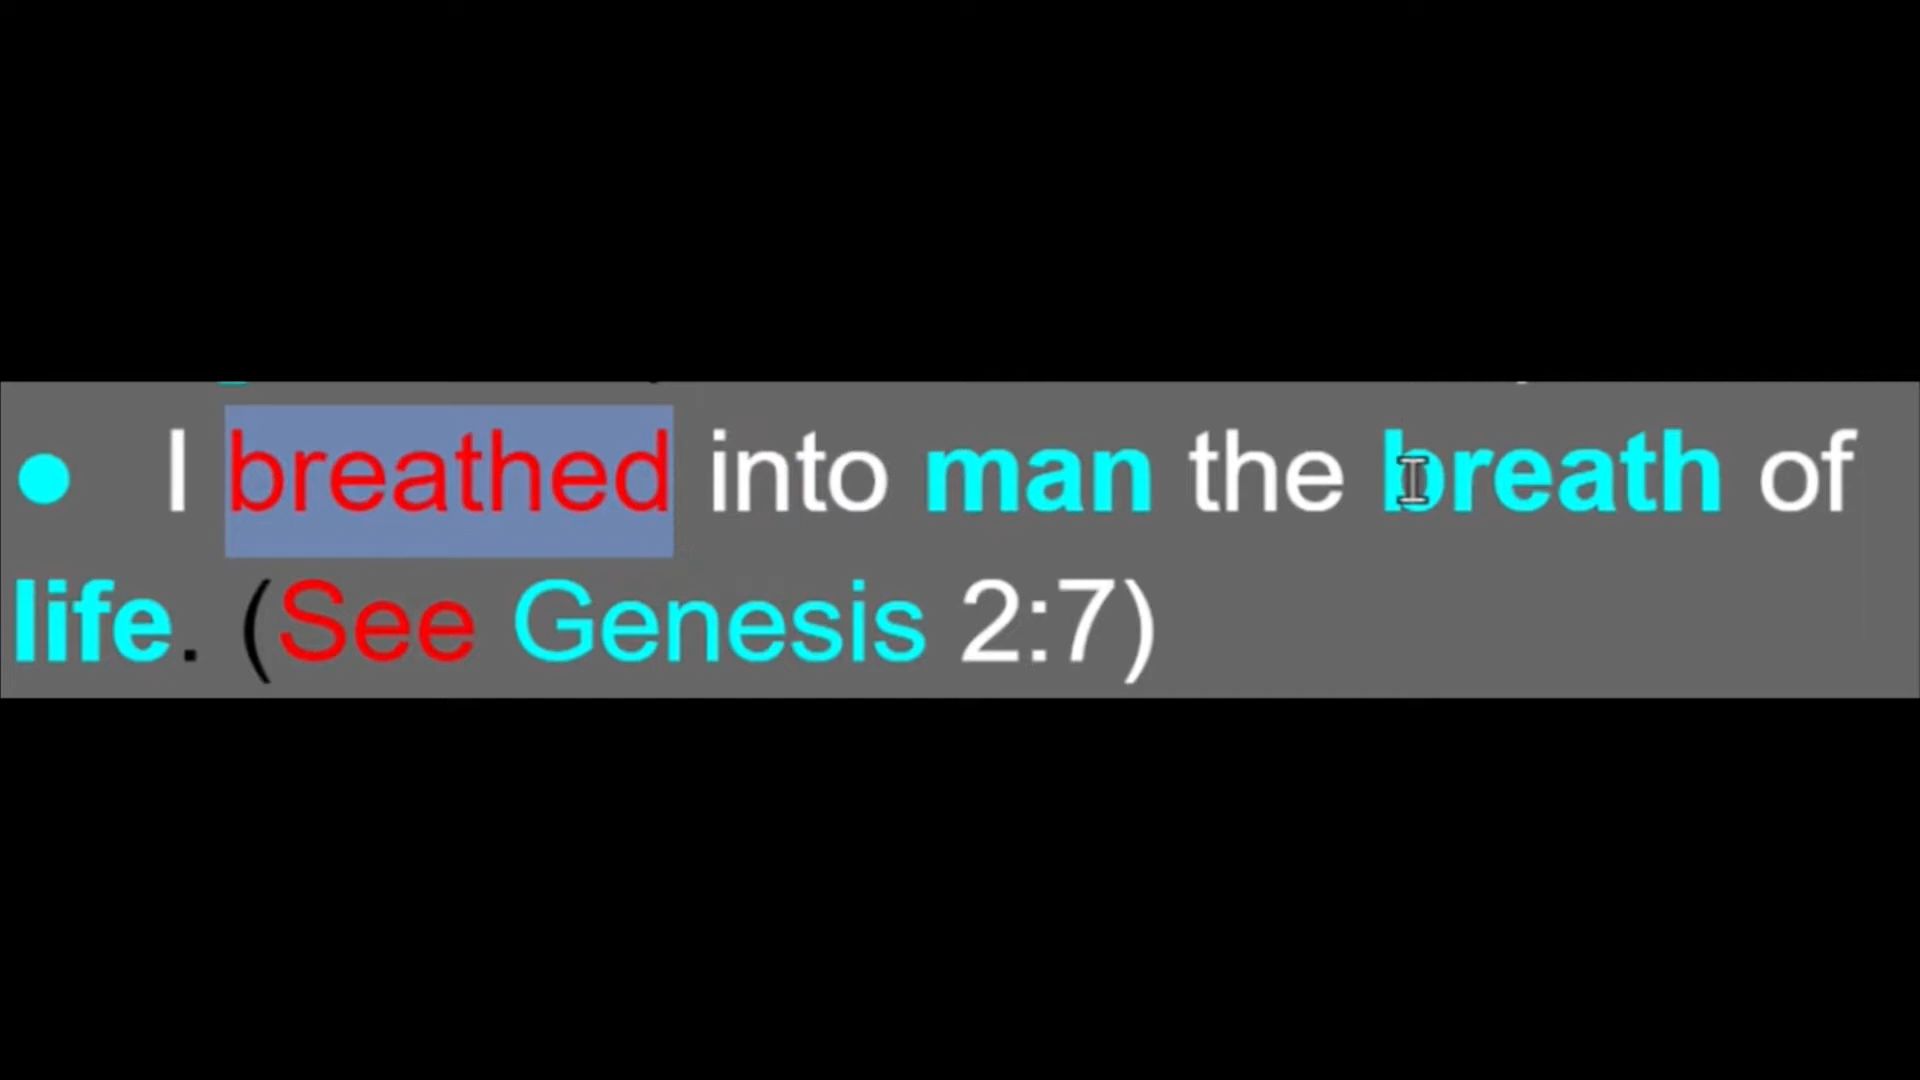 ● I breathed into man the breath of
life. (See Genesis 2:7)